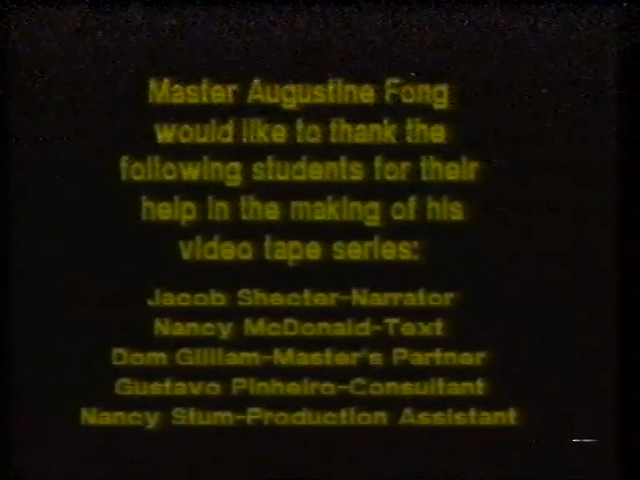 Master Augustine Fong
would like to thank the
following students for their
help in the making of his
video tape series:
Jacob Shecter-Narrator
Nancy McDonald-Text
Dom Gilliam-Master's Partner
Gustavo Pinheiro-Consultant
Nancy Stum-Production Assistant